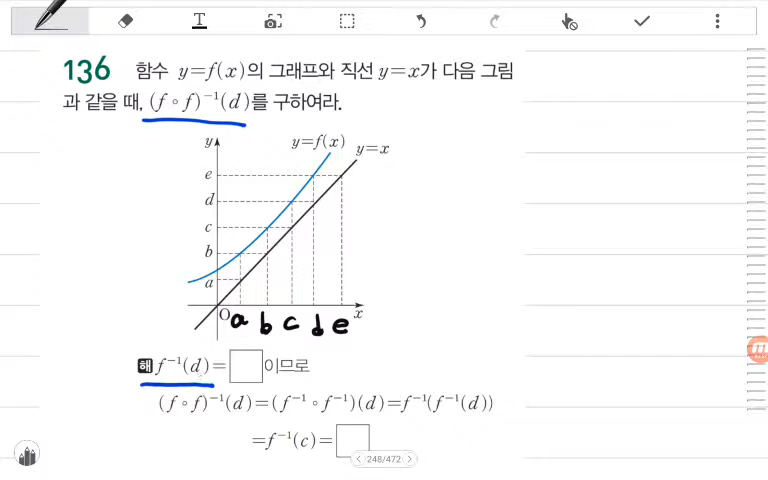 T
136 함수 y=f(x)의 그래프와 직선 y=x가 다음 그림
과 같을 때, (f∘f)⁻¹(d)를 구하여라.
y
y=f(x)
y=x
e
d
c
b
a
O
a b c d e
x
해 f⁻¹(d)=□이므로
(f∘f)⁻¹(d)=(f⁻¹∘f⁻¹)(d)=f⁻¹(f⁻¹(d))
=f⁻¹(c)=□
248/472